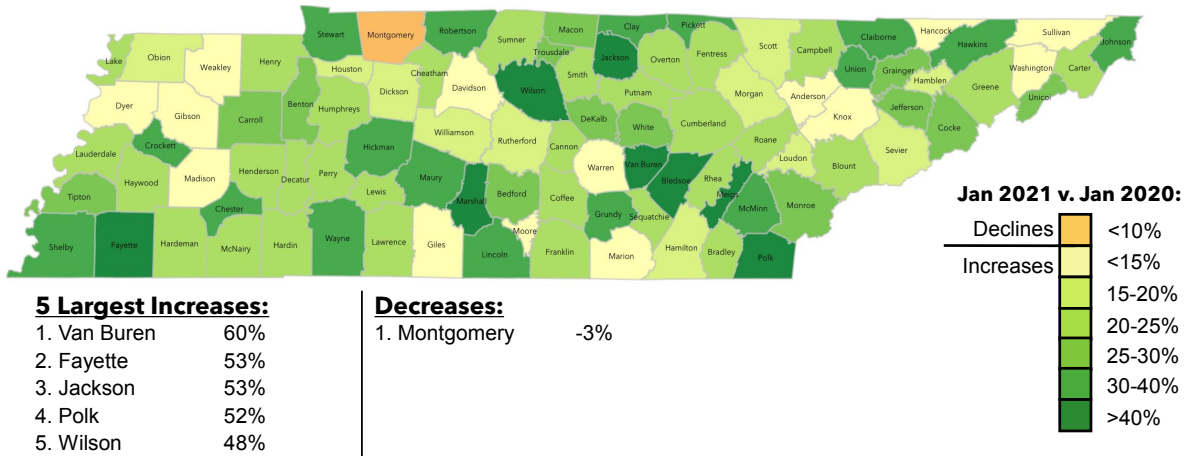 Stewart
Montgomery
Robertson
Sumner
Macon
Trousdale
Clay
Pickett
Jackson
Overton
Fentress
Scott
Campbell
Claiborne
Hancock
Hawkins
Sullivan
Johnson
Lake
Obion
Weakley
Henry
Houston
Dickson
Cheatham
Davidson
Wilson
Smith
Putnam
Morgan
Anderson
Union
Grainger
Hamblen
Washington
Carter
Greene
Unicoi
Dyer
Gibson
Carroll
Benton
Humphreys
Williamson
Rutherford
Cannon
DeKalb
White
Cumberland
Roane
Knox
Jefferson
Cocke
Sevier
Lauderdale
Crockett
Haywood
Madison
Henderson
Decatur
Perry
Hickman
Lewis
Maury
Marshall
Bedford
Coffee
Warren
Van Buren
Bledsoe
Rhea
Meigs
Loudon
Blount
Monroe
McMinn
Tipton
Shelby
Fayette
Hardeman
Chester
McNairy
Hardin
Wayne
Lawrence
Giles
Lincoln
Moore
Franklin
Grundy
Sequatchie
Marion
Hamilton
Bradley
Polk
Jan 2021 v. Jan 2020:
Declines <10%
Increases <15%
15-20%
20-25%
25-30%
30-40%
>40%
5 Largest Increases:
1. Van Buren 60%
2. Fayette 53%
3. Jackson 53%
4. Polk 52%
5. Wilson 48%
Decreases:
1. Montgomery -3%